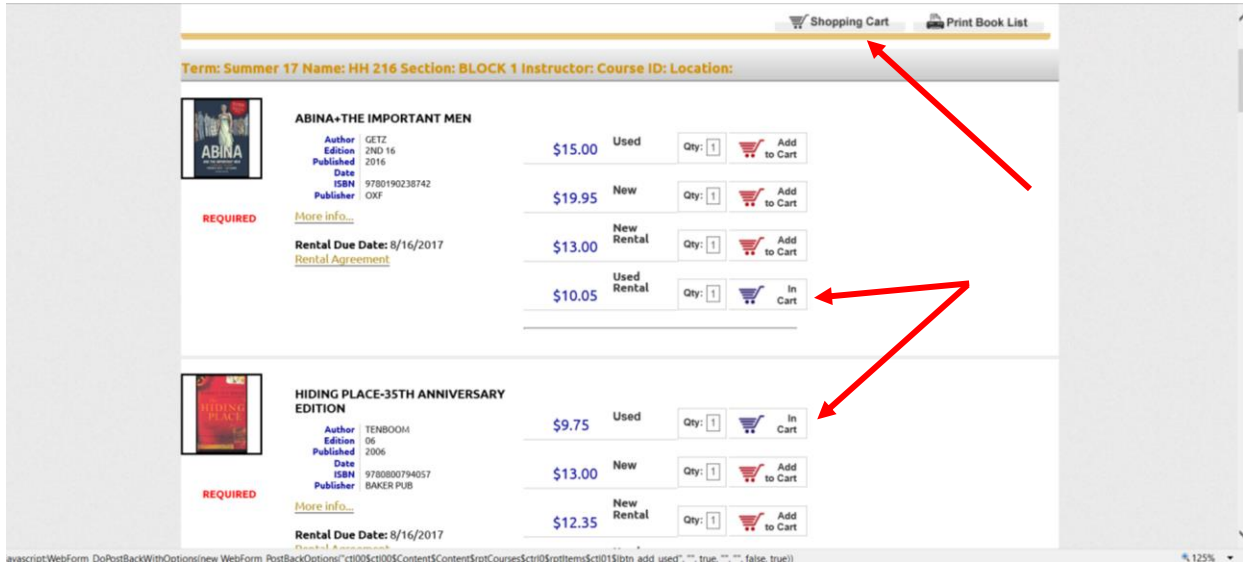 Shopping Cart Print Book List
Term: Summer 17 Name: HH 216 Section: BLOCK 1 Instructor: Course ID: Location:
ABINA
ABINA+THE IMPORTANT MEN
Author GETZ
Edition 2ND 16
Published Date 2016
ISBN 9780190238742
Publisher OXF
REQUIRED
More info...
Rental Due Date: 8/16/2017
Rental Agreement
$15.00 Used Qty: 1 Add to Cart
$19.95 New Qty: 1 Add to Cart
$13.00 New Rental Qty: 1 Add to Cart
$10.05 Used Rental Qty: 1 In Cart
HIDING
PLACE
HIDING PLACE-35TH ANNIVERSARY
EDITION
Author TENBOOM
Edition 06
Published Date 2006
ISBN 9780800794057
Publisher BAKER PUB
REQUIRED
More info...
Rental Due Date: 8/16/2017
$9.75 Used Qty: 1 In Cart
$13.00 New Qty: 1 Add to Cart
$12.35 New Rental Qty: 1 Add to Cart
avascript:WebForm_DoPostBackWithOptions(new WebForm_PostBackOptions("ctl00$ctl00$Content$Content$rptCourses$ctrl0$rptItems$ctl01$lbtn_add_used", "", true, "", "", false, true))
125%